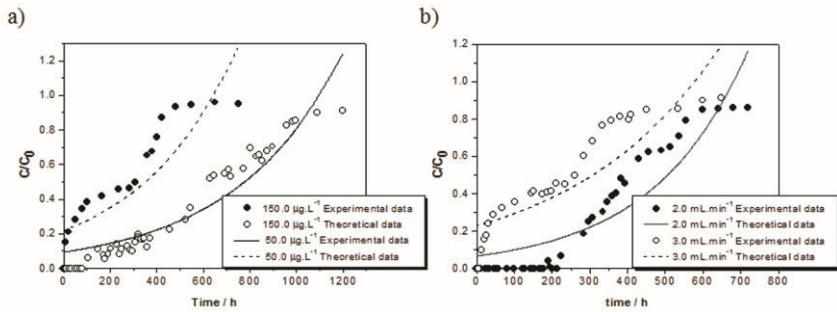 a)
C/C0
1.2
1.0
0.8
0.6
0.4
0.2
0.0
0 200 400 600 800 1000 1200
Time / h
150.0 µg.L⁻¹ Experimental data
150.0 µg.L⁻¹ Theoretical data
50.0 µg.L⁻¹ Experimental data
50.0 µg.L⁻¹ Theoretical data
b)
C/C0
1.2
1.0
0.8
0.6
0.4
0.2
0.0
0 100 200 300 400 500 600 700 800
time / h
2.0 mL.min⁻¹ Experimental data
2.0 mL.min⁻¹ Theoretical data
3.0 mL.min⁻¹ Experimental data
3.0 mL.min⁻¹ Theoretical data